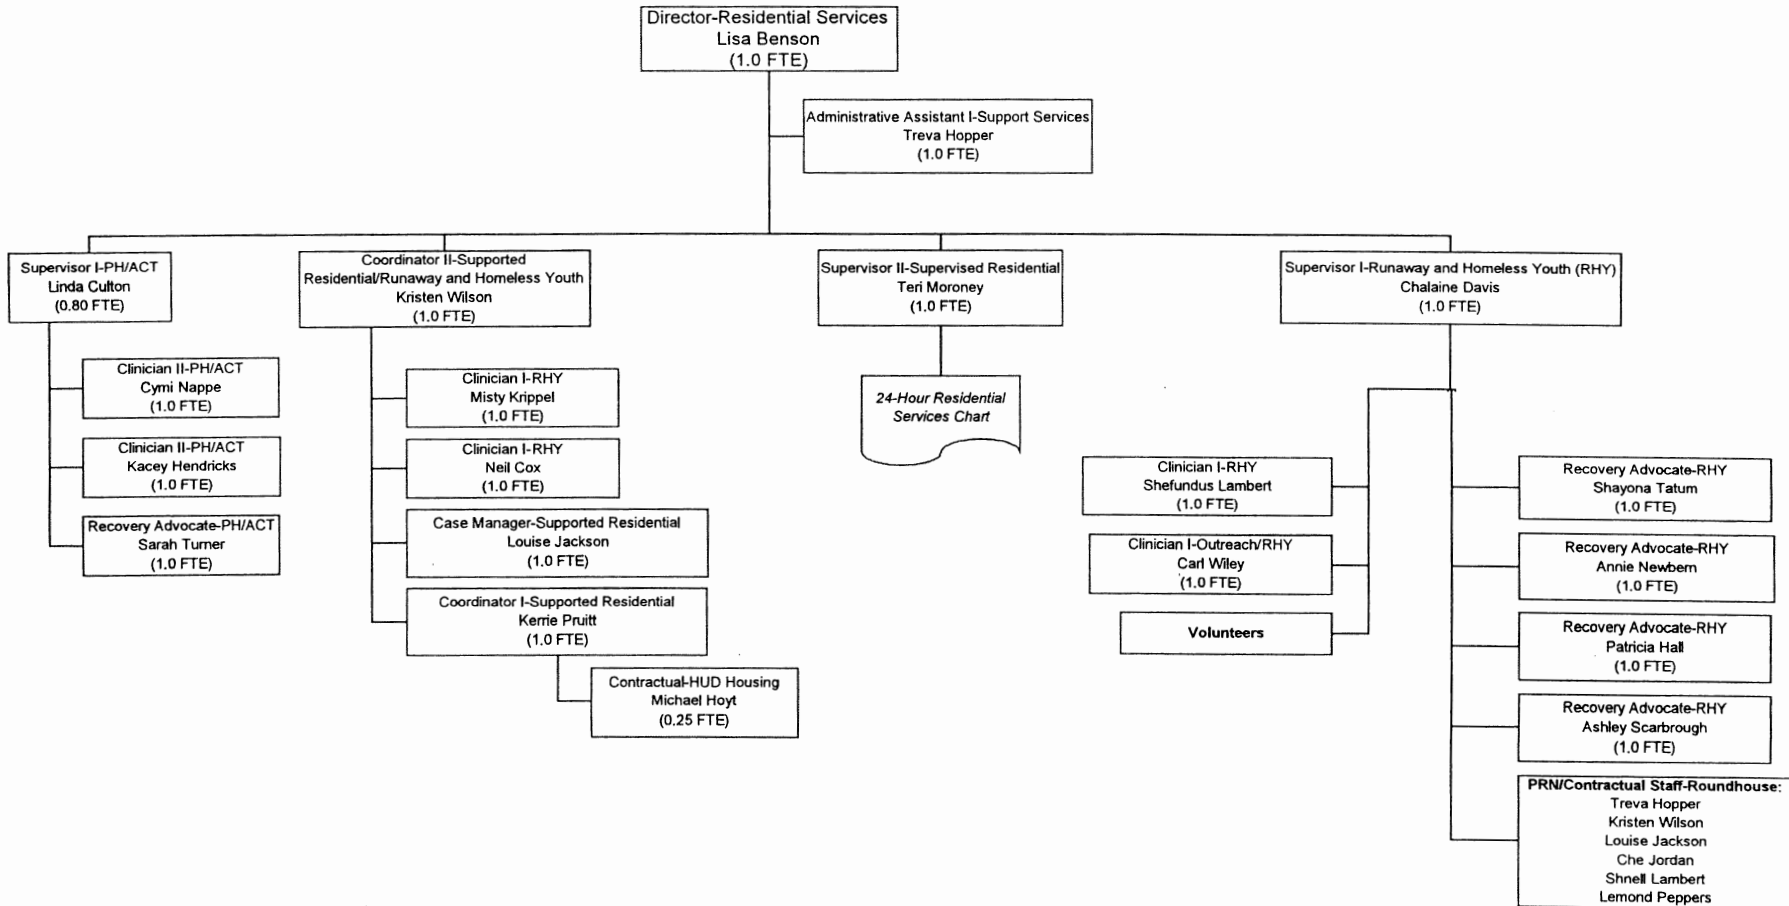 Director-Residential Services
Lisa Benson
(1.0 FTE)
Administrative Assistant I-Support Services
Treva Hopper
(1.0 FTE)
Supervisor I-PH/ACT
Linda Culton
(0.80 FTE)
Coordinator II-Supported
Residential/Runaway and Homeless Youth
Kristen Wilson
(1.0 FTE)
Supervisor II-Supervised Residential
Teri Moroney
(1.0 FTE)
Supervisor I-Runaway and Homeless Youth (RHY)
Chalaine Davis
(1.0 FTE)
Clinician II-PH/ACT
Cymi Nappe
(1.0 FTE)
Clinician II-PH/ACT
Kacey Hendricks
(1.0 FTE)
Recovery Advocate-PH/ACT
Sarah Turner
(1.0 FTE)
Clinician I-RHY
Misty Krippel
(1.0 FTE)
Clinician I-RHY
Neil Cox
(1.0 FTE)
Case Manager-Supported Residential
Louise Jackson
(1.0 FTE)
Coordinator I-Supported Residential
Kerrie Pruitt
(1.0 FTE)
Contractual-HUD Housing
Michael Hoyt
(0.25 FTE)
24-Hour Residential
Services Chart
Clinician I-RHY
Shefundus Lambert
(1.0 FTE)
Clinician I-Outreach/RHY
Carl Wiley
(1.0 FTE)
Volunteers
Recovery Advocate-RHY
Shayona Tatum
(1.0 FTE)
Recovery Advocate-RHY
Annie Newbern
(1.0 FTE)
Recovery Advocate-RHY
Patricia Hall
(1.0 FTE)
Recovery Advocate-RHY
Ashley Scarbrough
(1.0 FTE)
PRN/Contractual Staff-Roundhouse:
Treva Hopper
Kristen Wilson
Louise Jackson
Che Jordan
Shnell Lambert
Lemond Peppers